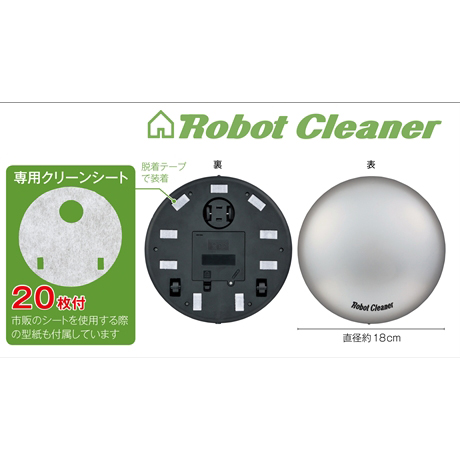 Robot Cleaner
専用クリーンシート
20枚付
市販のシートを使用する際
の型紙も付属しています
脱着テープ
で装着
裏
表
Robot Cleaner
直径約18cm